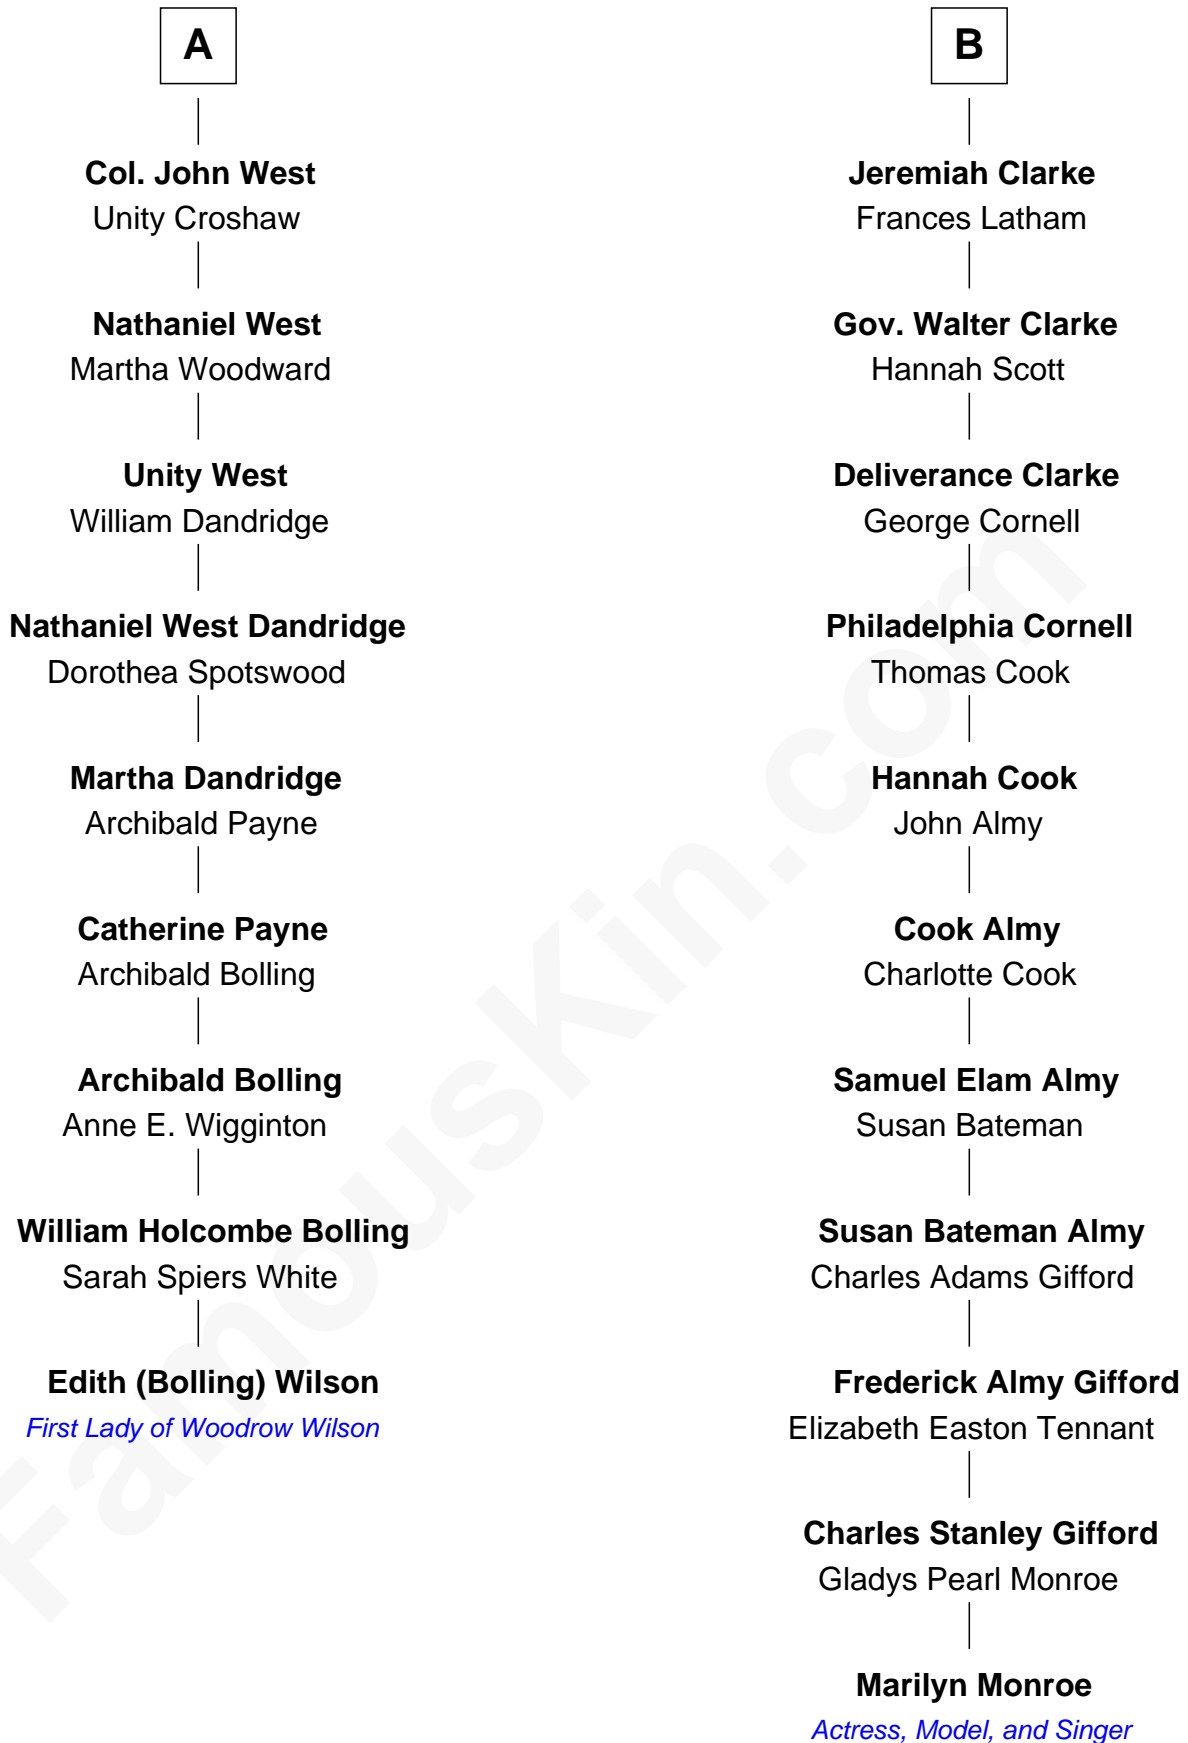 A
Col. John West
Unity Croshaw
Nathaniel West
Martha Woodward
Unity West
William Dandridge
Nathaniel West Dandridge
Dorothea Spotswood
Martha Dandridge
Archibald Payne
Catherine Payne
Archibald Bolling
Archibald Bolling
Anne E. Wigginton
William Holcombe Bolling
Sarah Spiers White
Edith (Bolling) Wilson
First Lady of Woodrow Wilson
B
Jeremiah Clarke
Frances Latham
Gov. Walter Clarke
Hannah Scott
Deliverance Clarke
George Cornell
Philadelphia Cornell
Thomas Cook
Hannah Cook
John Almy
Cook Almy
Charlotte Cook
Samuel Elam Almy
Susan Bateman
Susan Bateman Almy
Charles Adams Gifford
Frederick Almy Gifford
Elizabeth Easton Tennant
Charles Stanley Gifford
Gladys Pearl Monroe
Marilyn Monroe
Actress, Model, and Singer
FamousKin.com